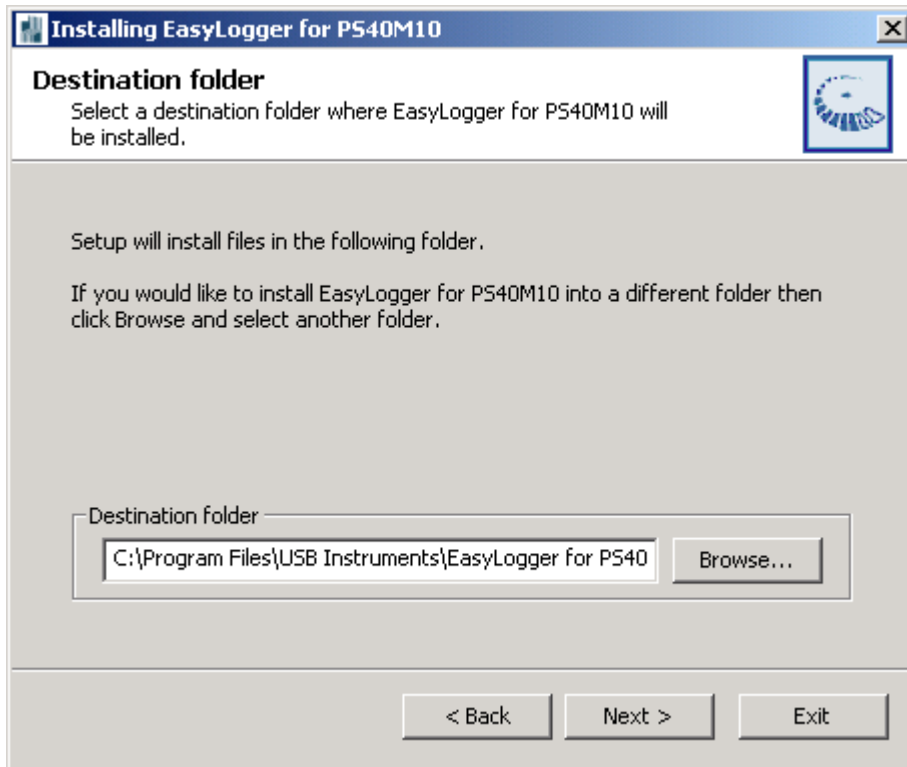 Installing EasyLogger for PS40M10
Destination folder
Select a destination folder where EasyLogger for PS40M10 will
be installed.
Setup will install files in the following folder.
If you would like to install EasyLogger for PS40M10 into a different folder then
click Browse and select another folder.
Destination folder
C:\Program Files\USB Instruments\EasyLogger for PS40
Browse...
< Back
Next >
Exit